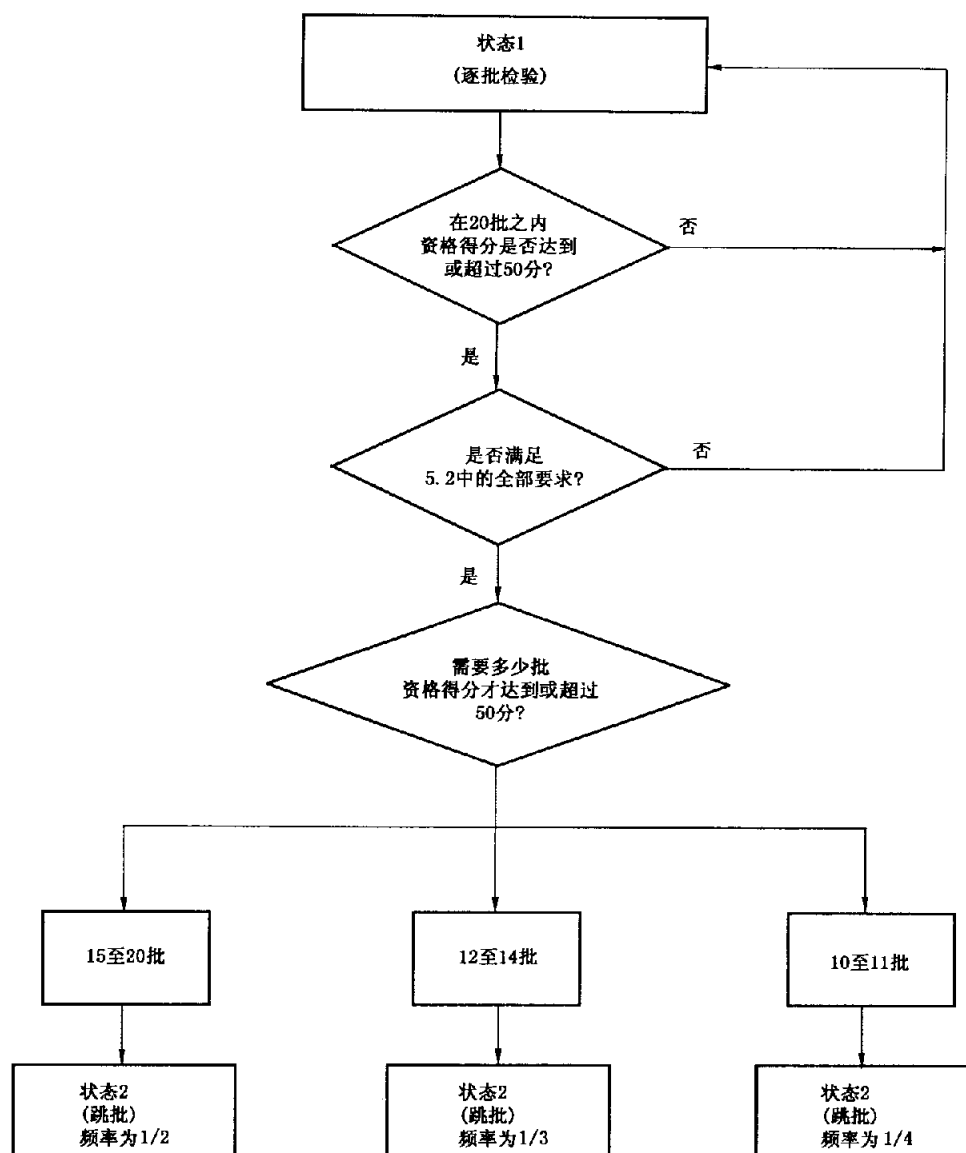 状态1
(逐批检验)
在20批之内
资格得分是否达到
或超过50分?
否
是
是否满足
5.2中的全部要求?
否
是
需要多少批
资格得分才达到或超过
50分?
15至20批
12至14批
10至11批
状态2
(跳批)
频率为1/2
状态2
(跳批)
频率为1/3
状态2
(跳批)
频率为1/4